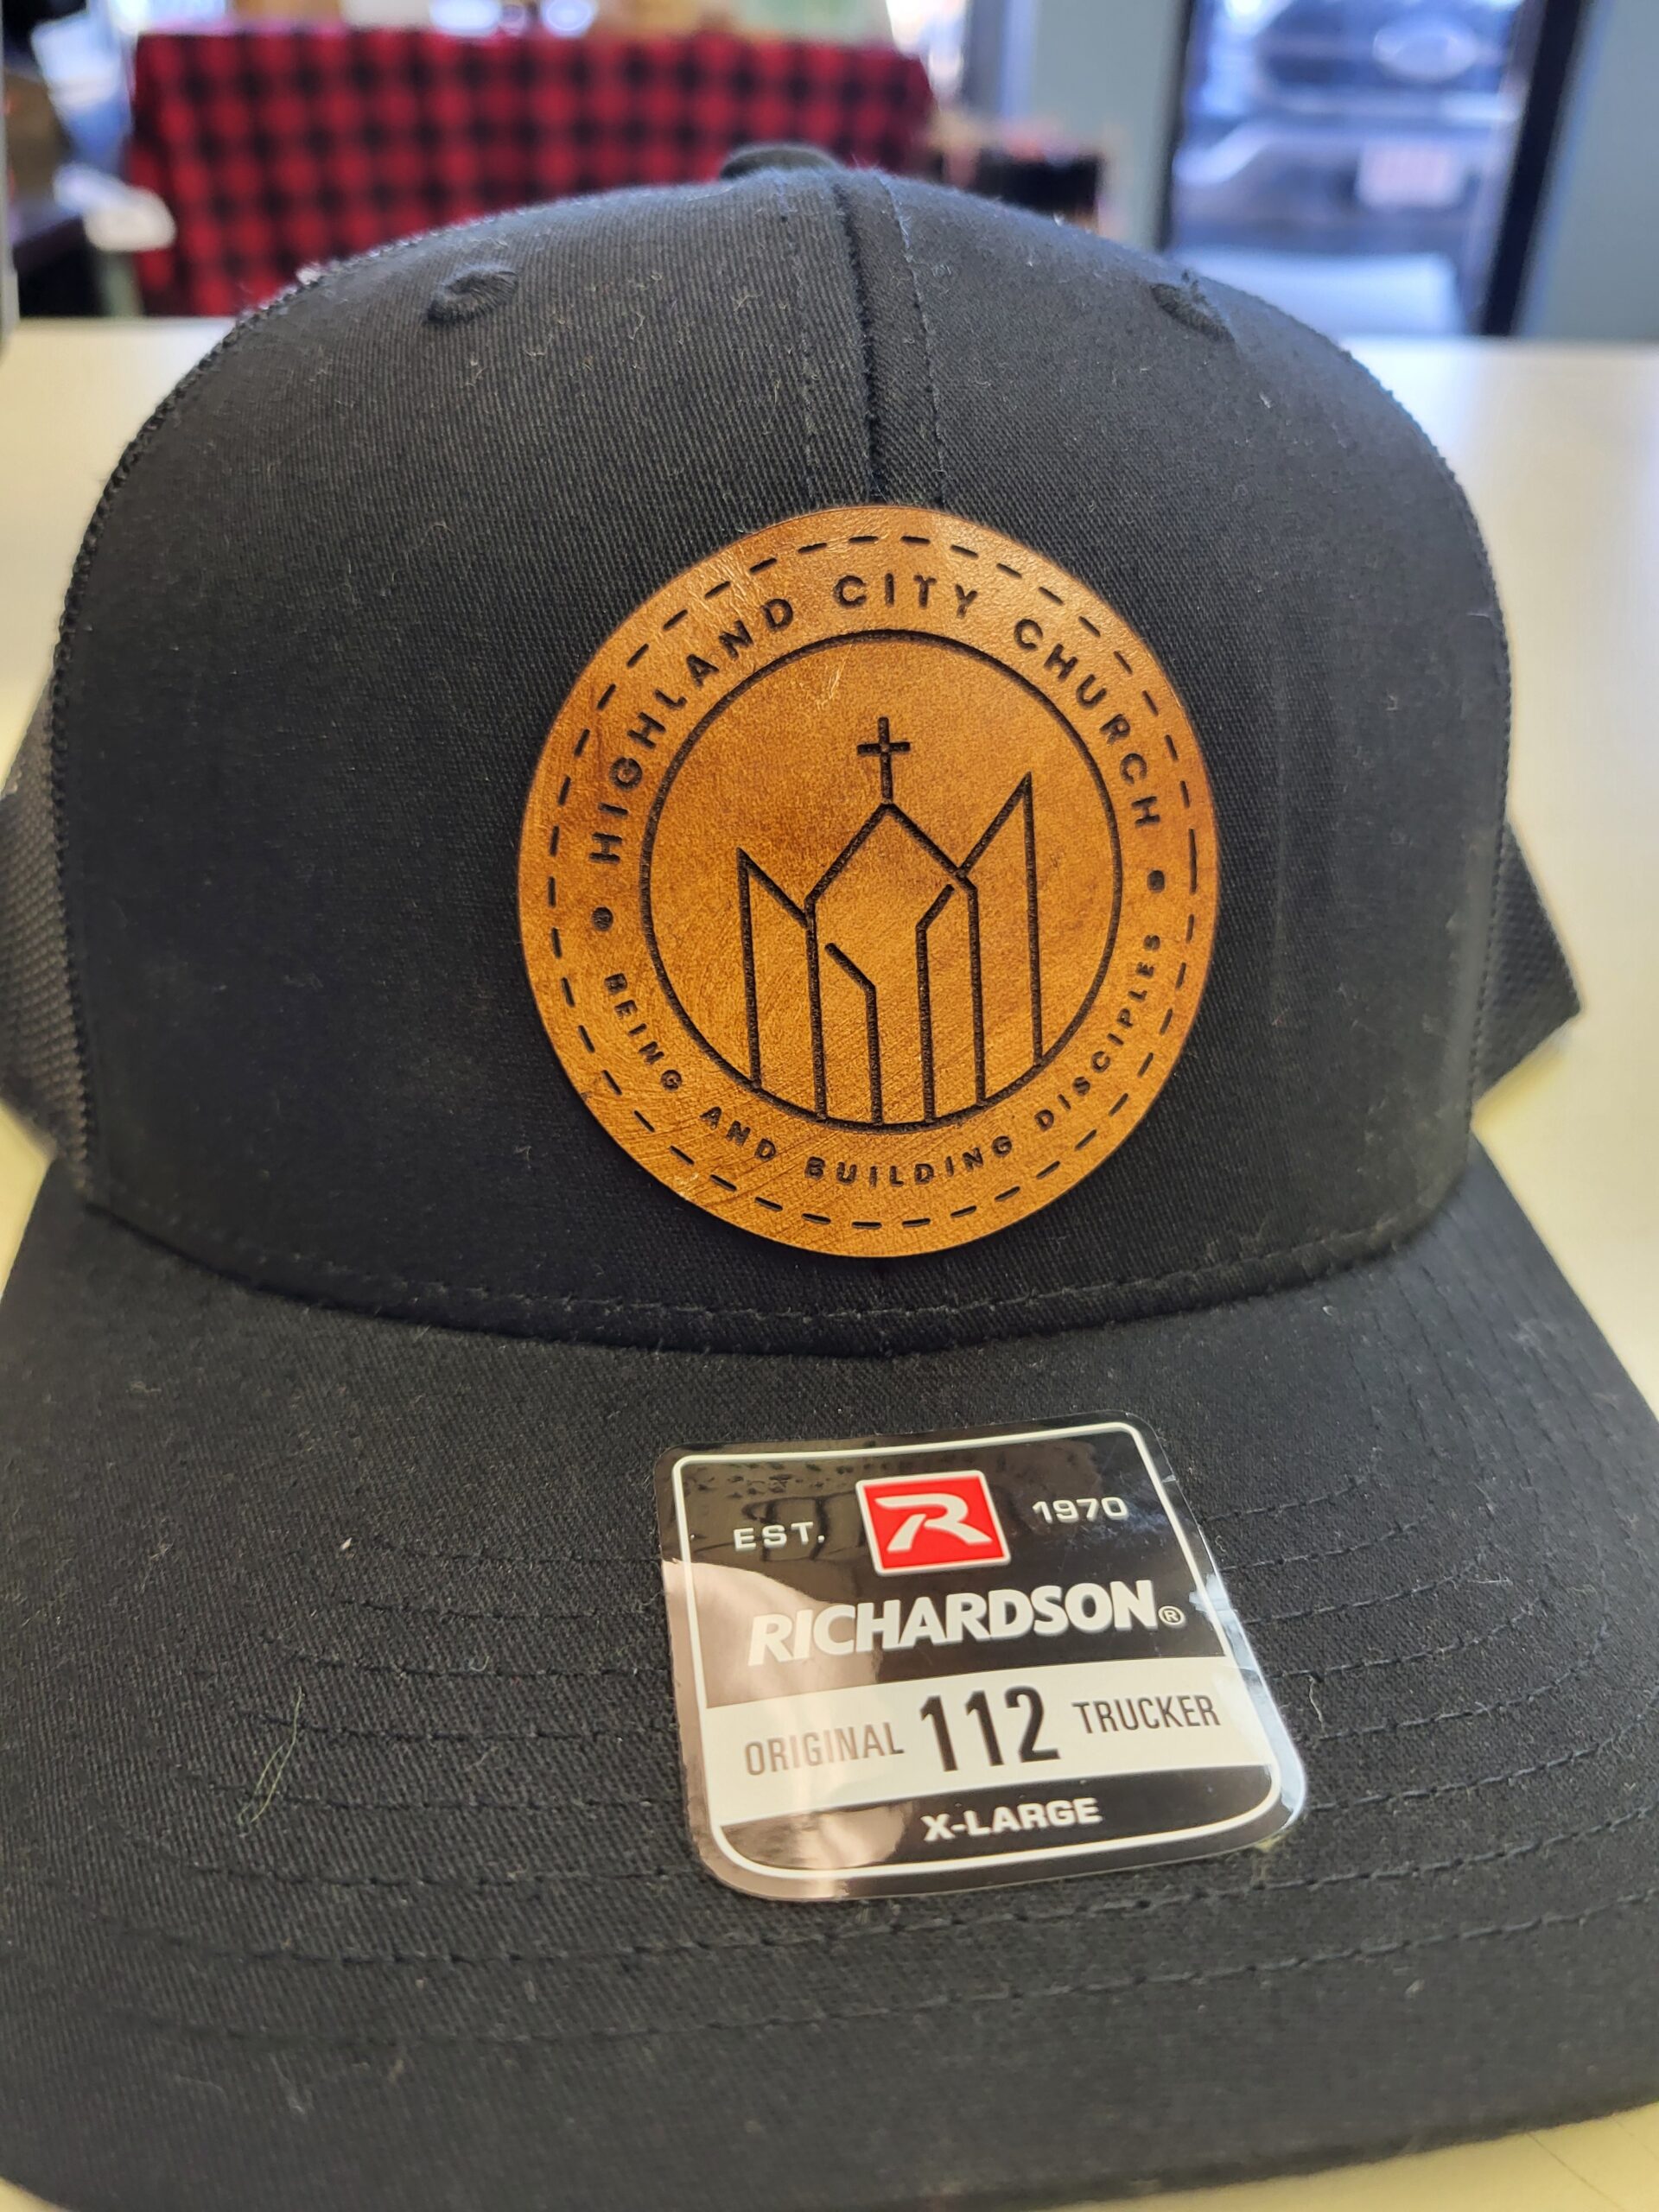 HIGHLAND CITY CHURCH
BEING AND BUILDING DISCIPLES
EST. R 1970
RICHARDSON®
ORIGINAL 112 TRUCKER
X-LARGE